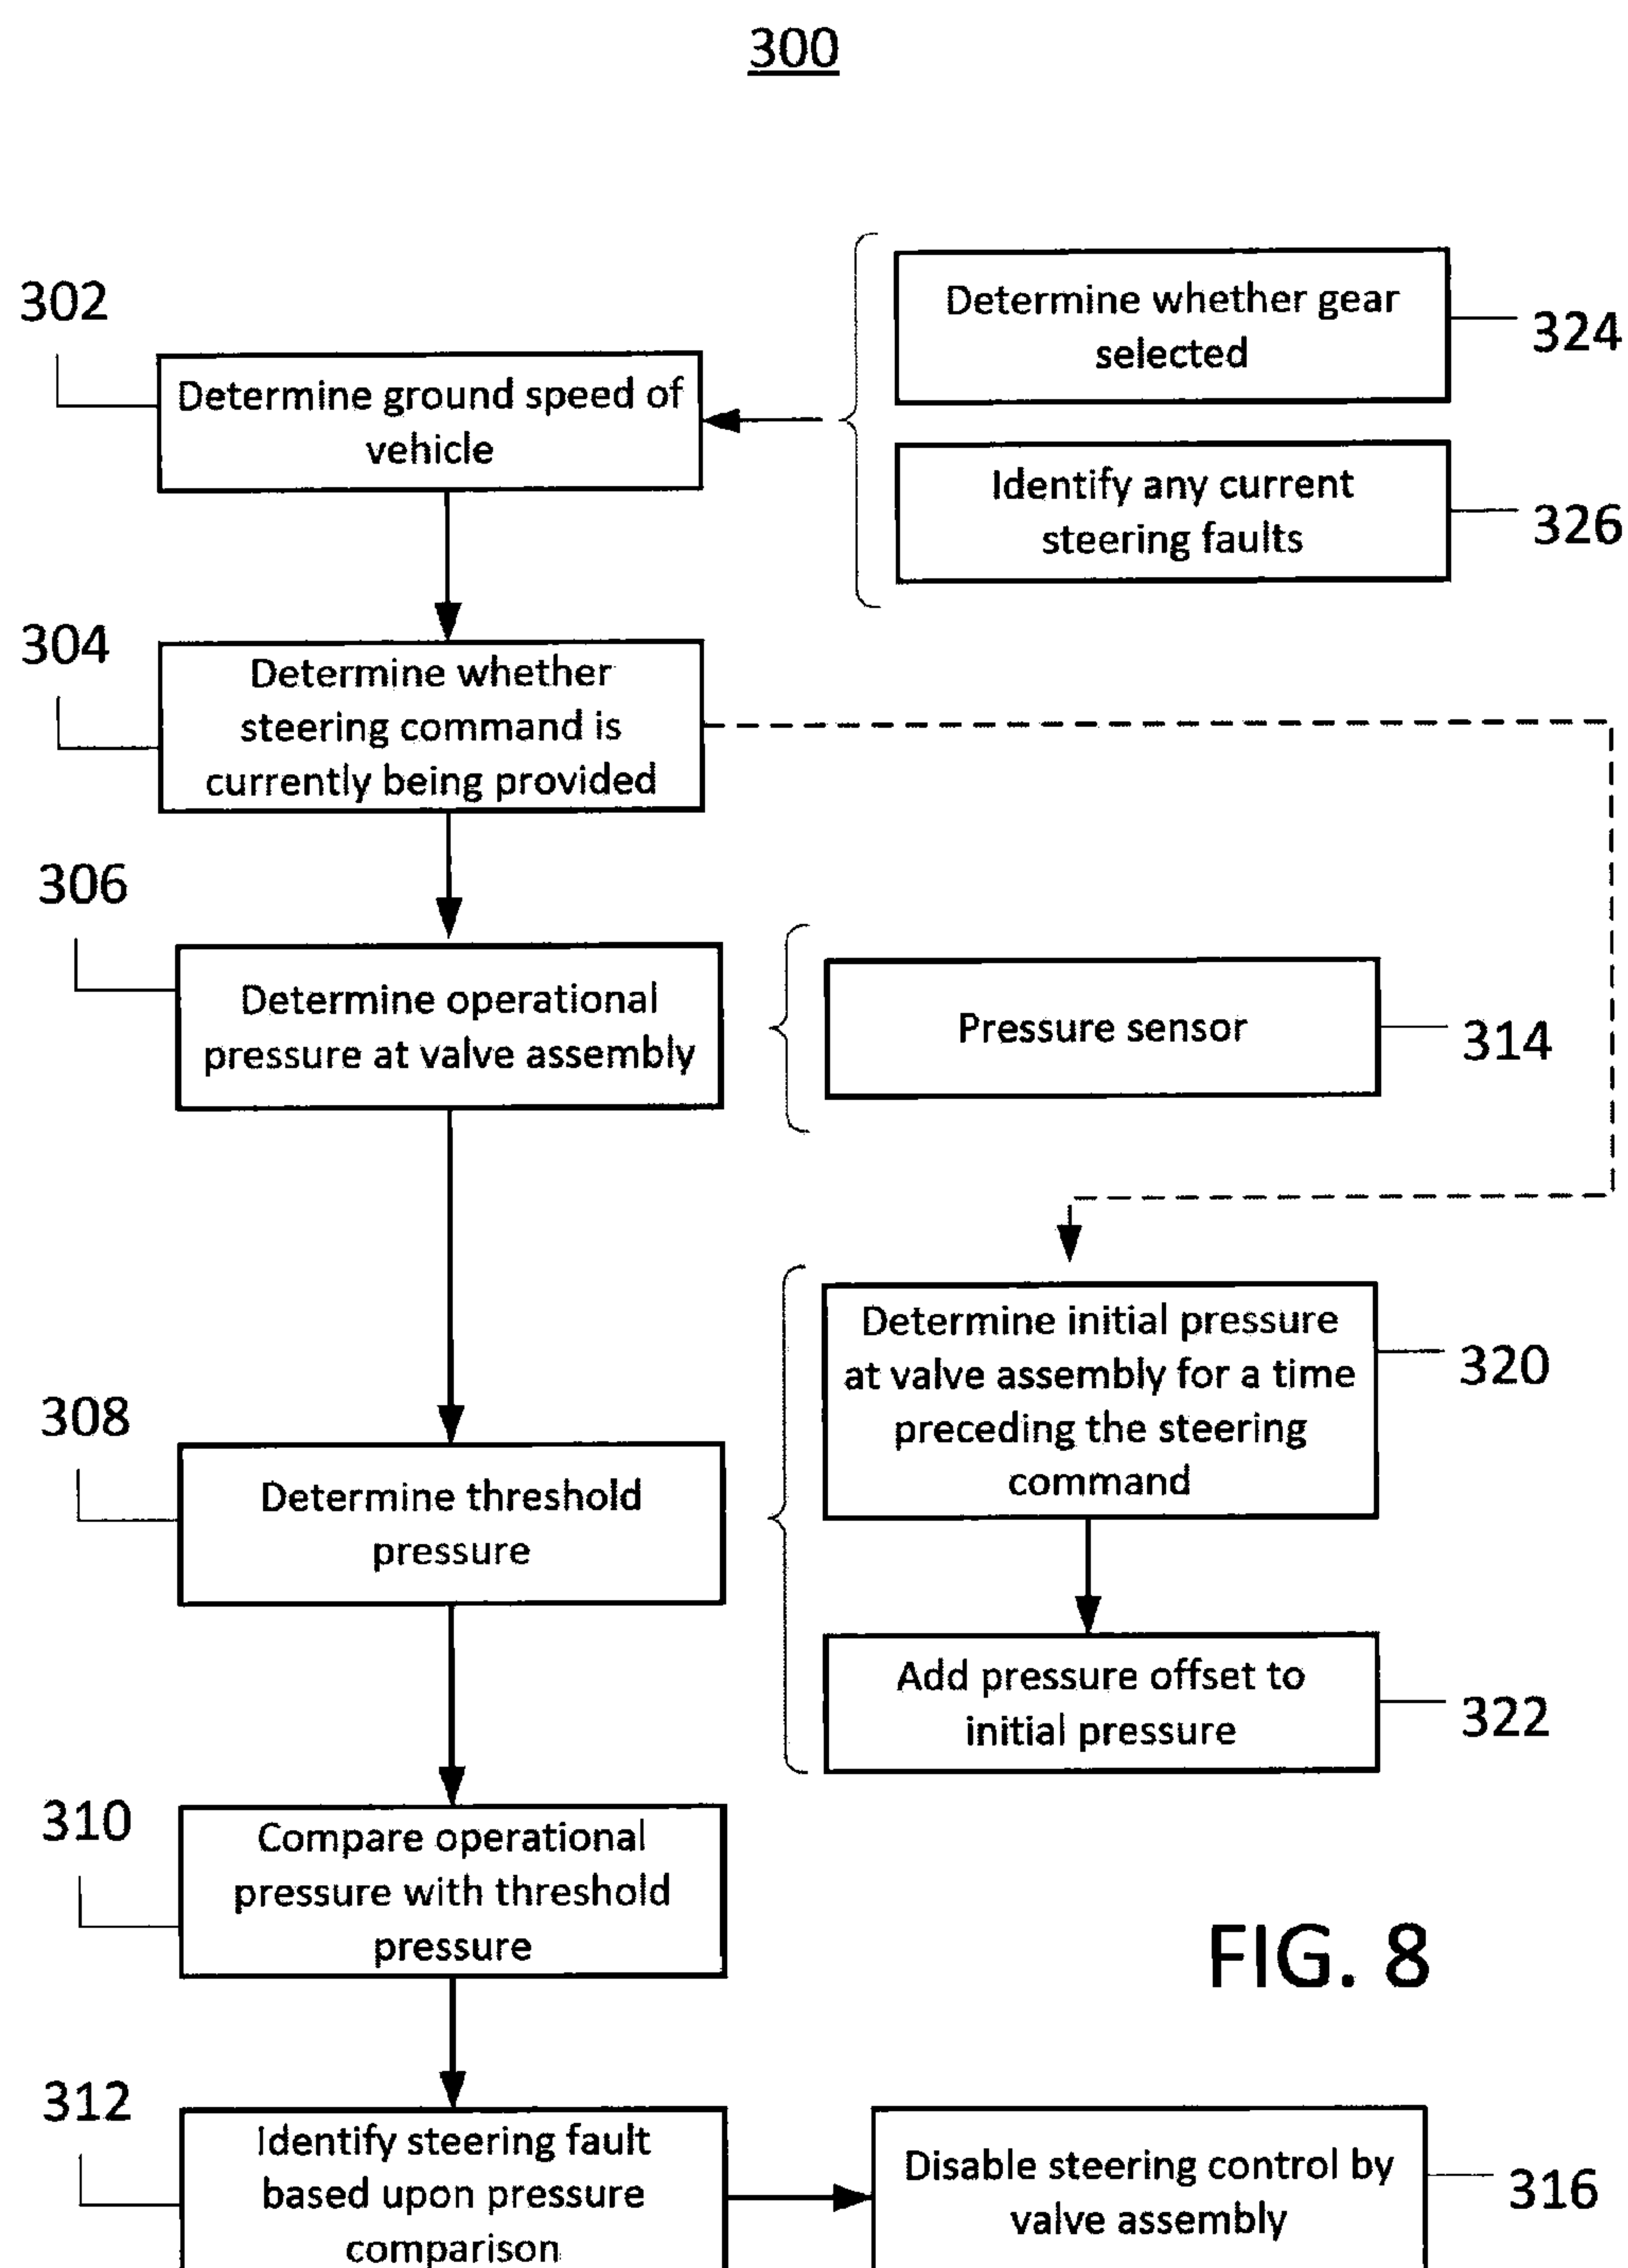 300
302
Determine ground speed of
vehicle
Determine whether gear
selected
324
Identify any current
steering faults
326
304
Determine whether
steering command is
currently being provided
306
Determine operational
pressure at valve assembly
Pressure sensor
314
Determine initial pressure
at valve assembly for a time
preceding the steering
command
320
308
Determine threshold
pressure
Add pressure offset to
initial pressure
322
310
Compare operational
pressure with threshold
pressure
FIG. 8
312
Identify steering fault
based upon pressure
comparison
Disable steering control by
valve assembly
316